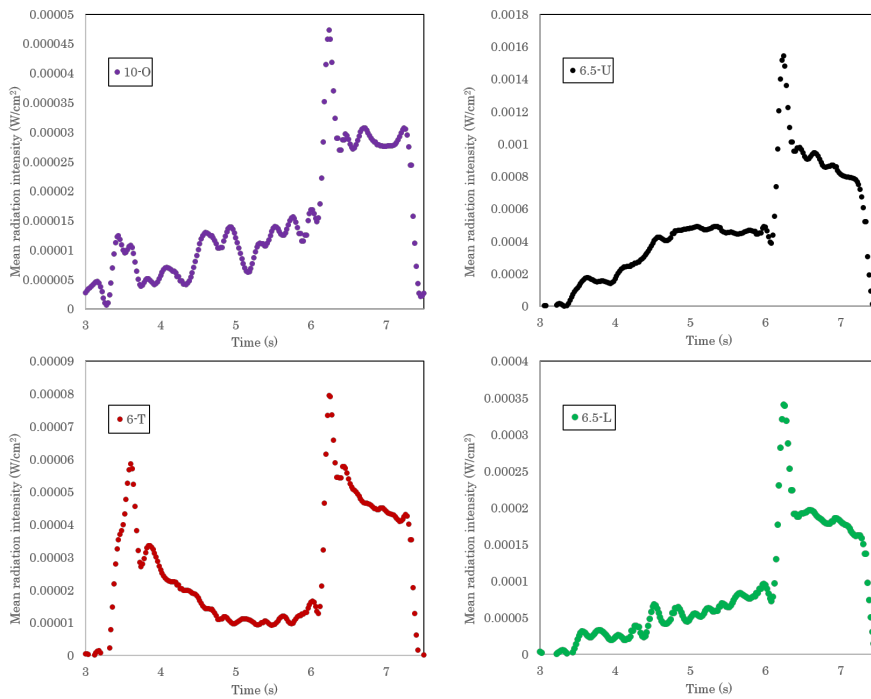 Mean radiation intensity (W/cm²)
0.00005
0.000045
0.00004
0.000035
0.00003
0.000025
0.00002
0.000015
0.00001
0.000005
0
10-O
3 4 5 6 7
Time (s)
Mean radiation intensity (W/cm²)
0.0018
0.0016
0.0014
0.0012
0.001
0.0008
0.0006
0.0004
0.0002
0
6.5-U
3 4 5 6 7
Time (s)
Mean radiation intensity (W/cm²)
0.00009
0.00008
0.00007
0.00006
0.00005
0.00004
0.00003
0.00002
0.00001
0
6-T
3 4 5 6 7
Time (s)
Mean radiation intensity (W/cm²)
0.0004
0.00035
0.0003
0.00025
0.0002
0.00015
0.0001
0.00005
0
6.5-L
3 4 5 6 7
Time (s)